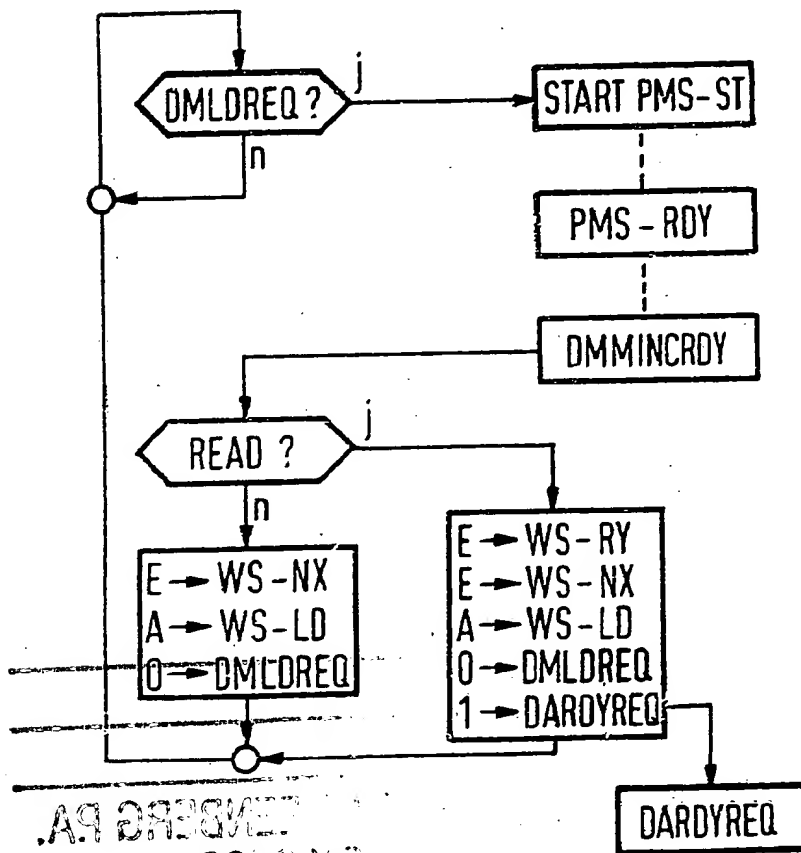 DMLDREQ ?
j
START PMS-ST
n
PMS-RDY
DMMINCRDY
READ ?
j
n
E → WS-NX
A → WS-LD
0 → DMLDREQ
E → WS-RY
E → WS-NX
A → WS-LD
0 → DMLDREQ
1 → DARDYREQ
DARDYREQ
P.A.